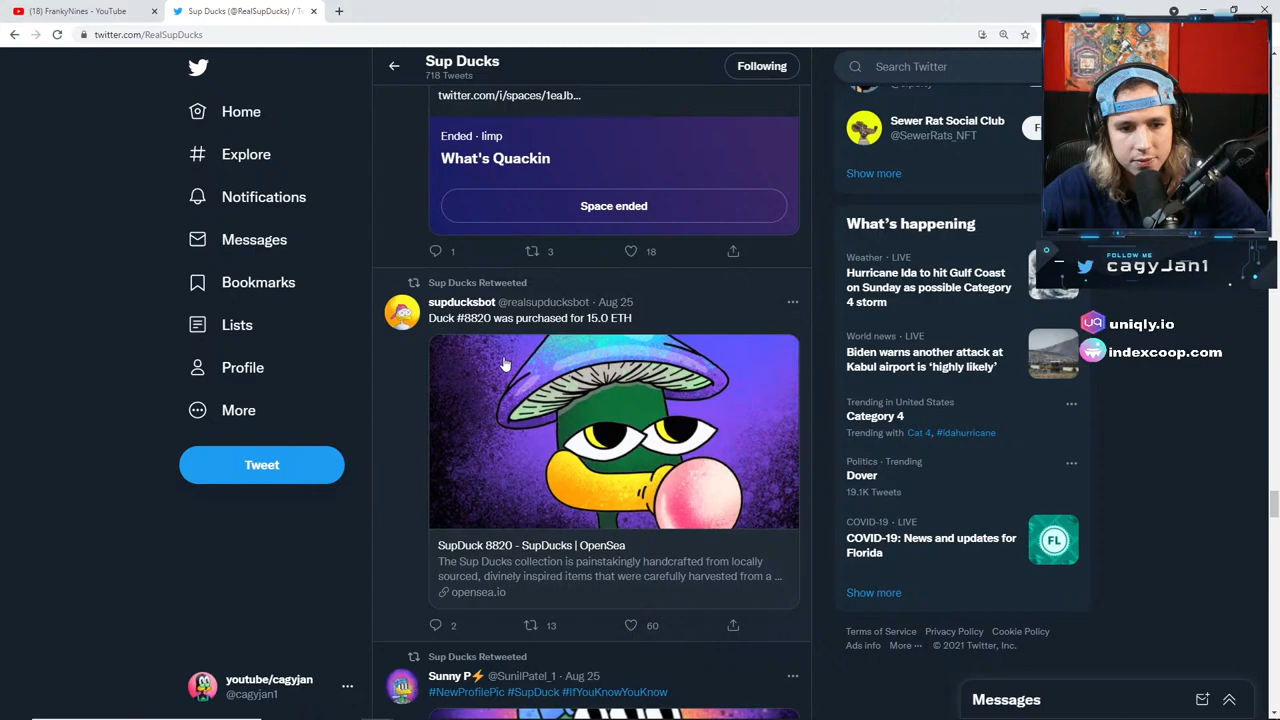 (18) FrankyNines - YouTube
Sup Ducks (@RealSupDucks) / T
twitter.com/RealSupDucks
Home
Explore
Notifications
Messages
Bookmarks
Lists
Profile
More
Tweet
youtube/cagyjan
@cagyjan1
Sup Ducks
718 Tweets
Following
twitter.com/i/spaces/1eaJb...
Ended · limp
What's Quackin
Space ended
1
3
18
Sup Ducks Retweeted
supducksbot @realsupducksbot · Aug 25
Duck #8820 was purchased for 15.0 ETH
SupDuck 8820 - SupDucks | OpenSea
The Sup Ducks collection is painstakingly handcrafted from locally
sourced, divinely inspired items that were carefully harvested from a ...
opensea.io
2
13
60
Sup Ducks Retweeted
Sunny P⚡ @SunilPatel_1 · Aug 25
#NewProfilePic #SupDuck #IfYouKnowYouKnow
Search Twitter
Sewer Rat Social Club
@SewerRats_NFT
Show more
What's happening
Weather · LIVE
Hurricane Ida to hit Gulf Coast
on Sunday as possible Category
4 storm
World news · LIVE
Biden warns another attack at
Kabul airport is 'highly likely'
Trending in United States
Category 4
Trending with Cat 4, #idahurricane
Politics · Trending
Dover
19.1K Tweets
COVID-19 · LIVE
COVID-19: News and updates for
Florida
FL
Show more
Terms of Service Privacy Policy Cookie Policy
Ads info More ··· © 2021 Twitter, Inc.
Messages
FOLLOW ME
cagyJan1
uq uniqly.io
indexcoop.com